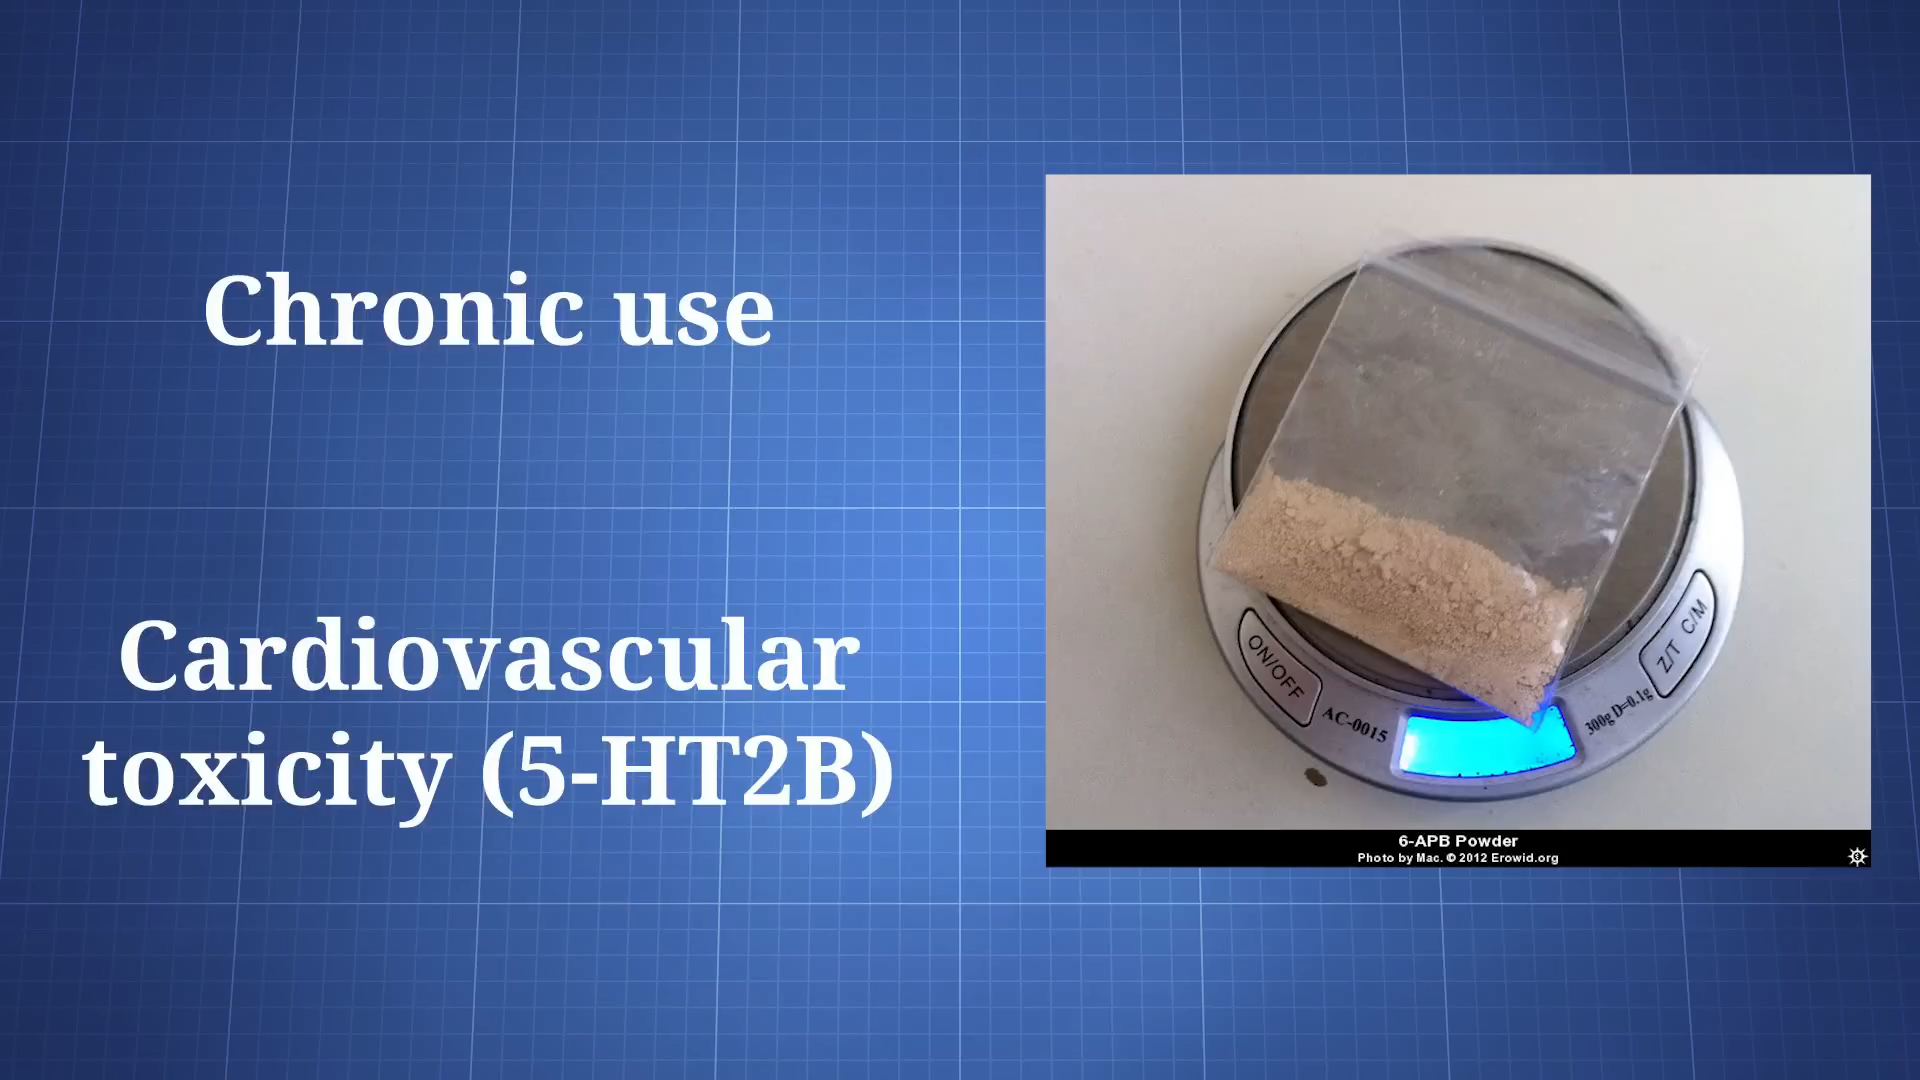 Chronic use
Cardiovascular
toxicity (5-HT2B)
ON/OFF
AC-0015
300g D=0.1g
Z/T C/M
6-APB Powder
Photo by Mac. © 2012 Erowid.org